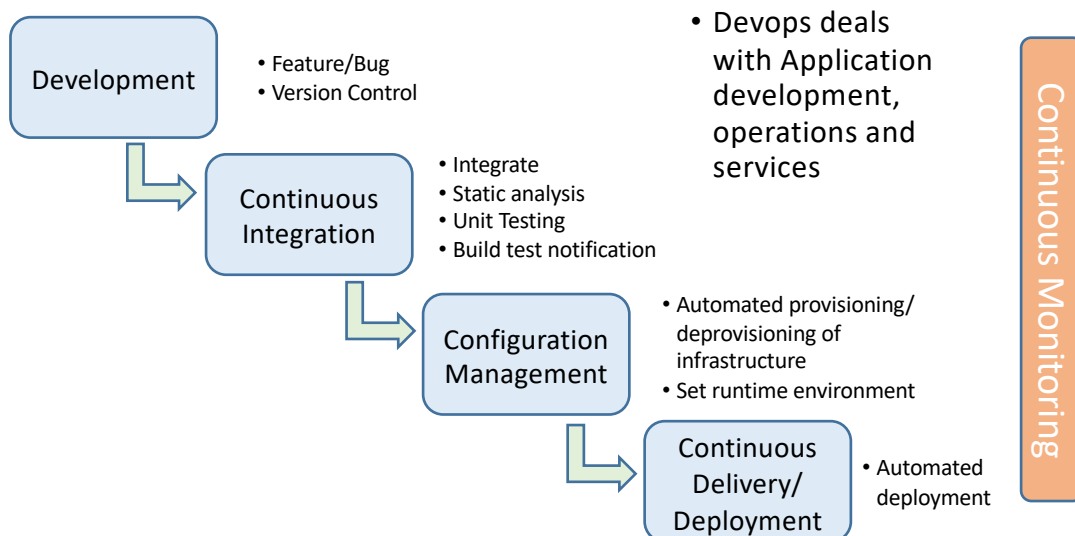 Development
• Feature/Bug
• Version Control
• Devops deals
with Application
development,
operations and
services
Continuous
Integration
• Integrate
• Static analysis
• Unit Testing
• Build test notification
Configuration
Management
• Automated provisioning/
deprovisioning of
infrastructure
• Set runtime environment
Continuous
Delivery/
Deployment
• Automated
deployment
Continuous Monitoring